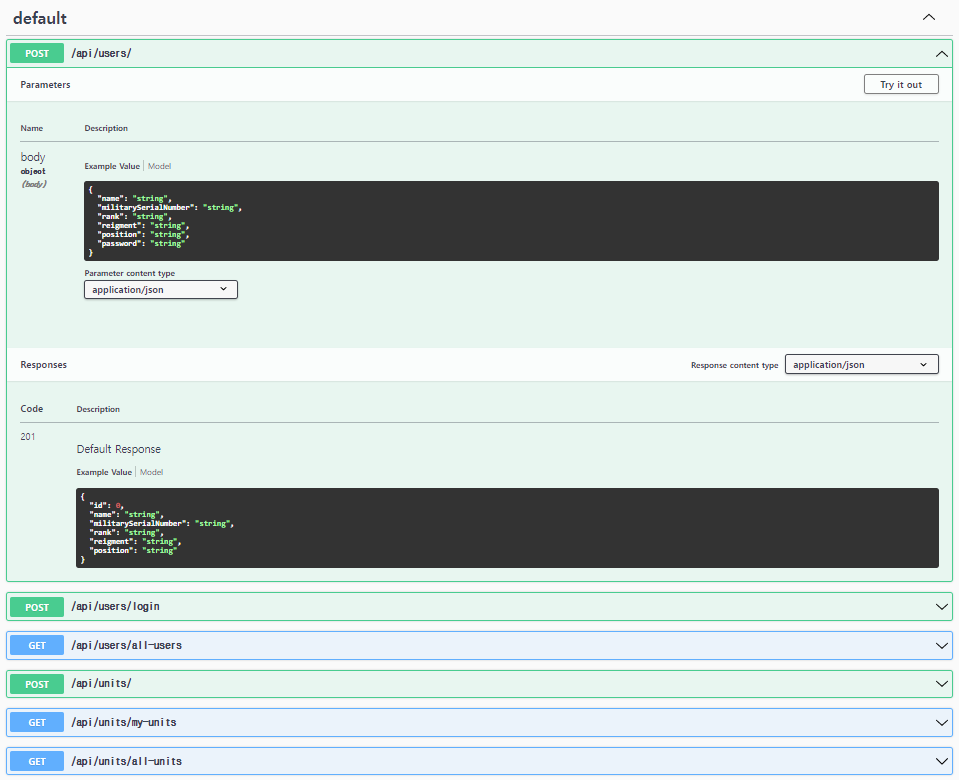 default
POST /api/users/
Parameters Try it out
Name Description
body
object
(body)
Example Value Model
{
"name": "string",
"militarySerialNumber": "string",
"rank": "string",
"reigment": "string",
"position": "string",
"password": "string"
}
Parameter content type
application/json
Responses Response content type application/json
Code Description
201
Default Response
Example Value Model
{
"id": 0,
"name": "string",
"militarySerialNumber": "string",
"rank": "string",
"reigment": "string",
"position": "string"
}
POST /api/users/login
GET /api/users/all-users
POST /api/units/
GET /api/units/my-units
GET /api/units/all-units